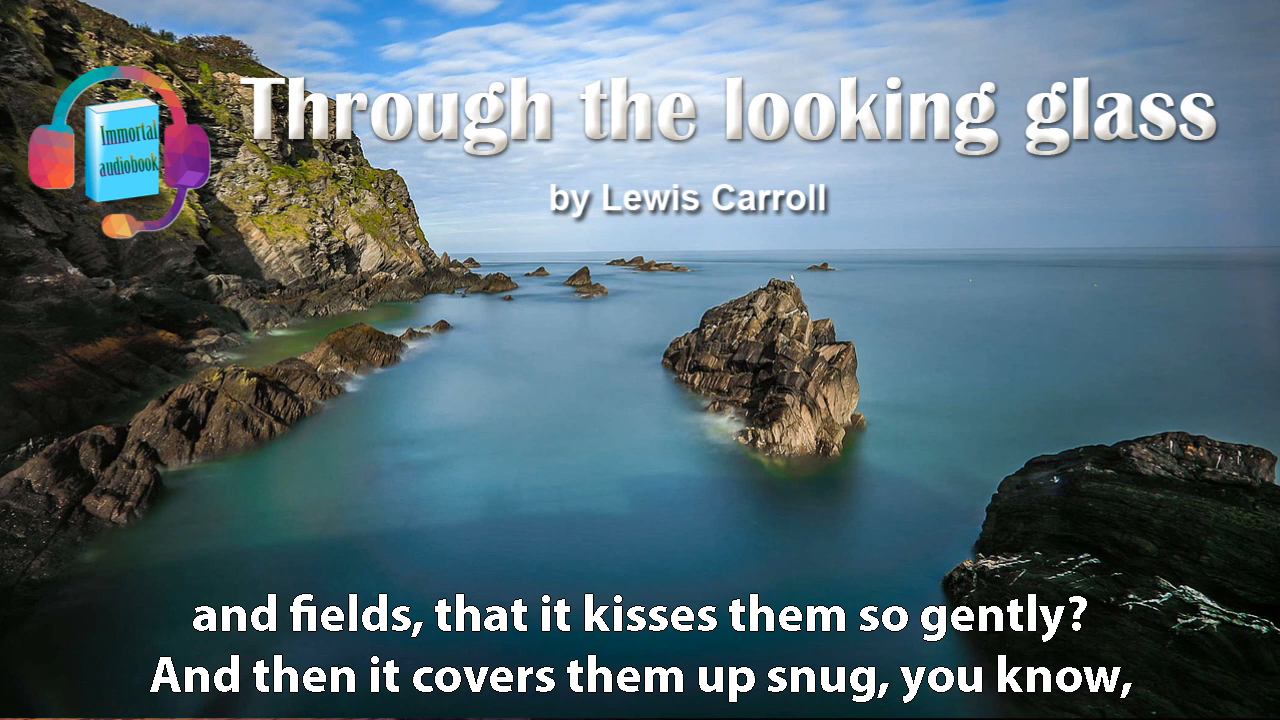 Through the looking glass
by Lewis Carroll
Immortal
audiobook
and fields, that it kisses them so gently?
And then it covers them up snug, you know,